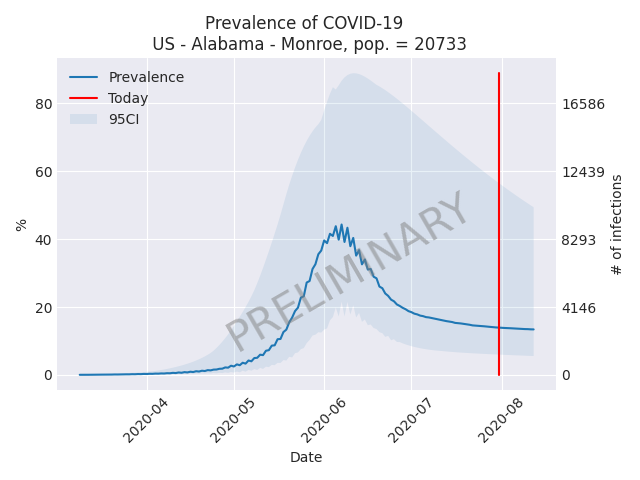 Prevalence of COVID-19
US - Alabama - Monroe, pop. = 20733
Prevalence
Today
95CI
80
60
40
20
0
%
16586
12439
8293
4146
0
# of infections
PRELIMINARY
2020-04
2020-05
2020-06
2020-07
2020-08
Date